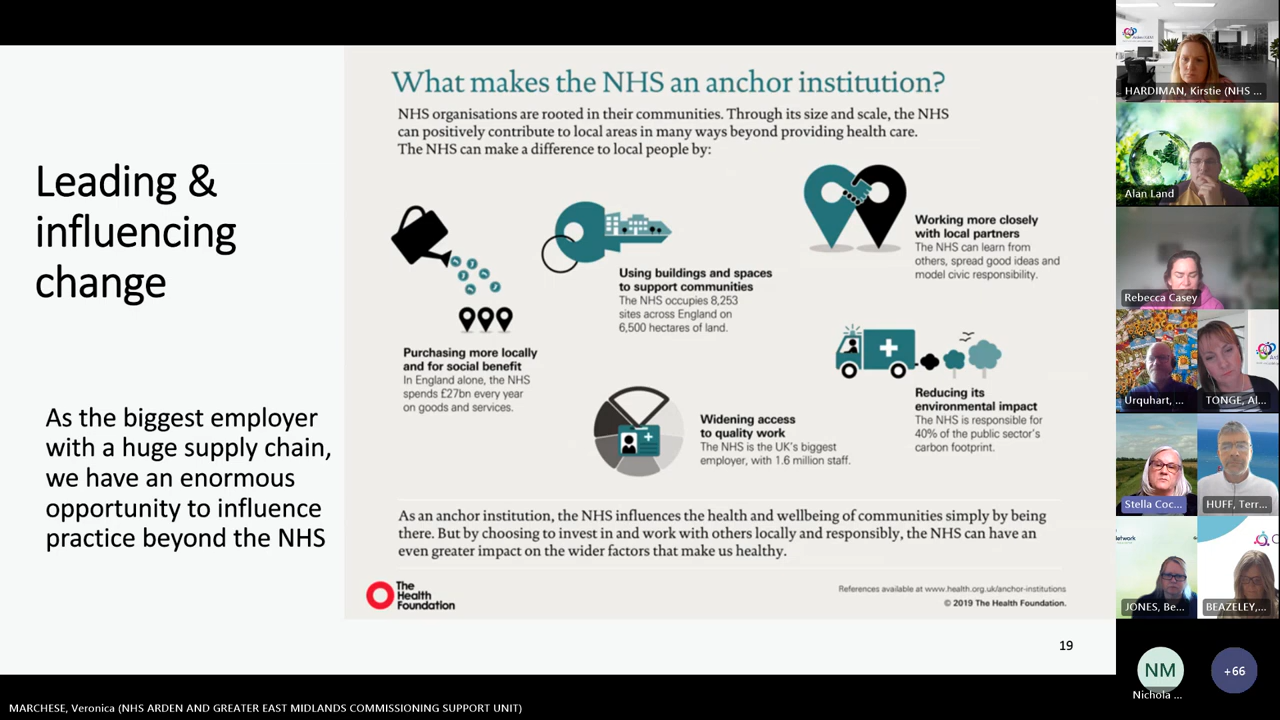 Leading &
influencing
change
As the biggest employer
with a huge supply chain,
we have an enormous
opportunity to influence
practice beyond the NHS
What makes the NHS an anchor institution?
NHS organisations are rooted in their communities. Through its size and scale, the NHS
can positively contribute to local areas in many ways beyond providing health care.
The NHS can make a difference to local people by:
Purchasing more locally
and for social benefit
In England alone, the NHS
spends £27bn every year
on goods and services.
Using buildings and spaces
to support communities
The NHS occupies 8,253
sites across England on
6,500 hectares of land.
Working more closely
with local partners
The NHS can learn from
others, spread good ideas and
model civic responsibility.
Widening access
to quality work
The NHS is the UK's biggest
employer, with 1.6 million staff.
Reducing its
environmental impact
The NHS is responsible for
40% of the public sector's
carbon footprint.
As an anchor instution, the NHS influences the health and wellbeing of communities simply by being
there. But by choosing to invest in and work with others locally and responsibly, the NHS can have an
even greater impact on the wider factors that make us healthy.
The
Health
Foundation
References available at www.health.org.uk/anchor-institutions
© 2019 The Health Foundation.
19
HARDIMAN, Kirstie (NHS ...
Alan Land
Rebecca Casey
Urquhart, ...
TONGE, Al...
Stella Coc...
HUFF, Terr...
JONES, Be...
BEAZELEY,...
NM
Nichola ...
+66
MARCHESE, Veronica (NHS ARDEN AND GREATER EAST MIDLANDS COMMISSIONING SUPPORT UNIT)